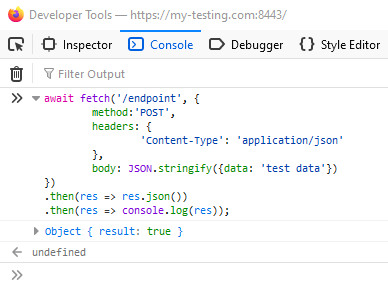 Developer Tools — https://my-testing.com:8443/
Inspector Console Debugger {} Style Editor
Filter Output
await fetch('/endpoint', {
method:'POST',
headers: {
'Content-Type': 'application/json'
},
body: JSON.stringify({data: 'test data'})
})
.then(res => res.json())
.then(res => console.log(res));
Object { result: true }
undefined